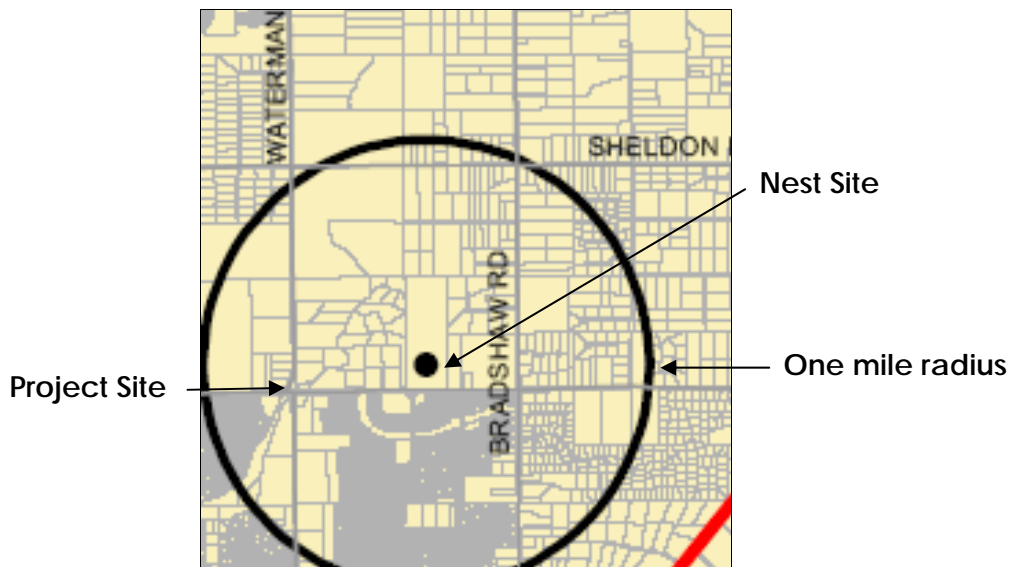 WATERMAN
SHELDON
Nest Site
BRADSHAW RD
One mile radius
Project Site